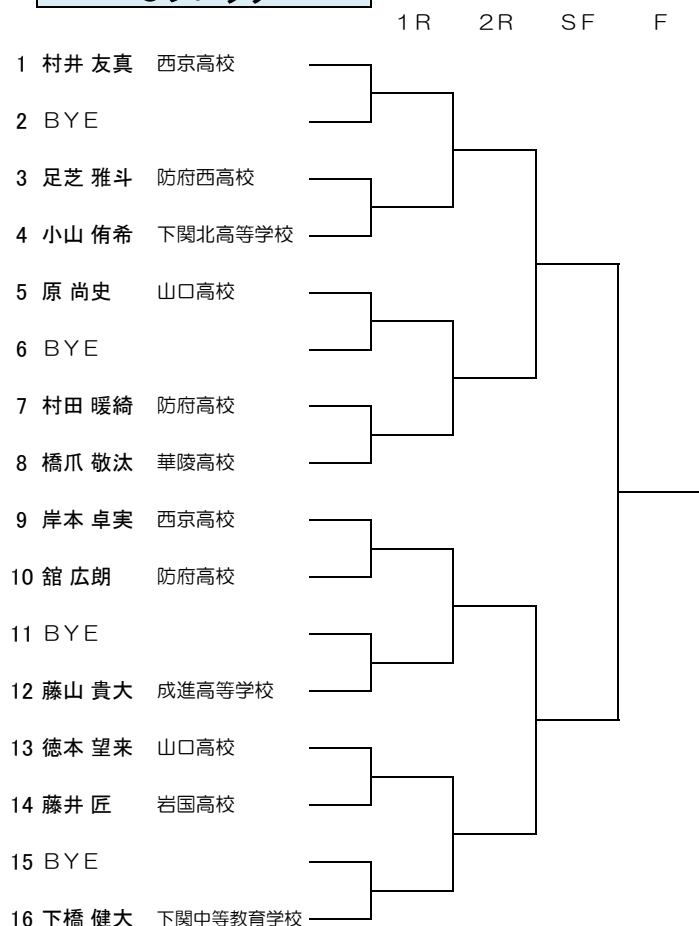 1R 2R SF F
1 村井 友真 西京高校
2 BYE
3 足芝 雅斗 防府西高校
4 小山 侑希 下関北高等学校
5 原 尚史 山口高校
6 BYE
7 村田 暖綺 防府高校
8 橋爪 敬汰 華陵高校
9 岸本 卓実 西京高校
10 舘 広朗 防府高校
11 BYE
12 藤山 貴大 成進高等学校
13 徳本 望来 山口高校
14 藤井 匠 岩国高校
15 BYE
16 下橋 健大 下関中等教育学校